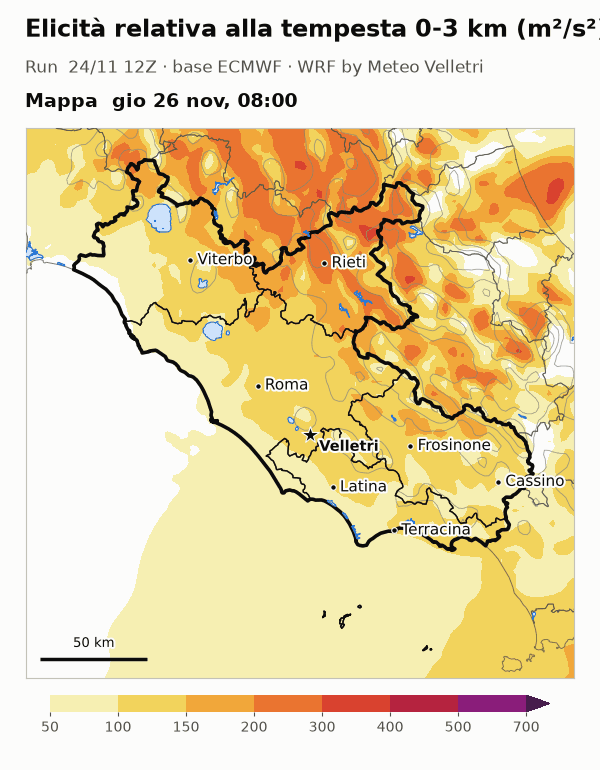 Elicità relativa alla tempesta 0-3 km (m²/s²)
Run 24/11 12Z · base ECMWF · WRF by Meteo Velletri
Mappa gio 26 nov, 08:00
Viterbo
Rieti
Roma
Velletri
Frosinone
Latina
Cassino
Terracina
50 km
50 100 150 200 300 400 500 700